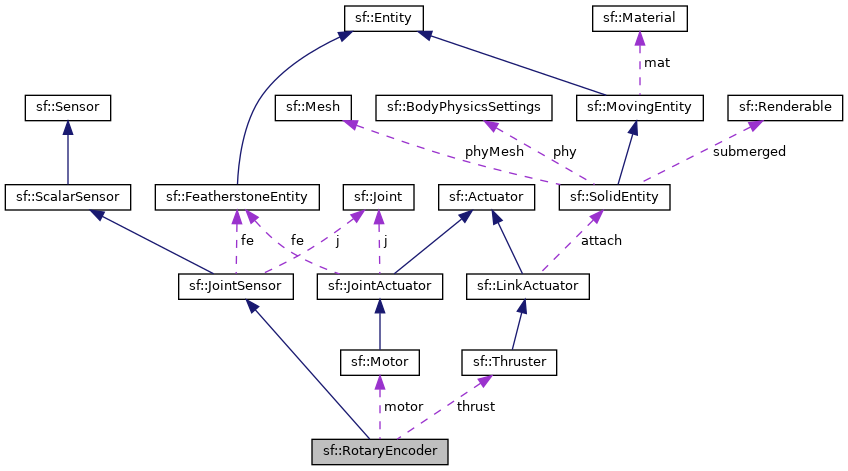 sf::Entity
sf::Material
mat
sf::Sensor
sf::Mesh
sf::BodyPhysicsSettings
sf::MovingEntity
sf::Renderable
phyMesh
phy
submerged
sf::ScalarSensor
sf::FeatherstoneEntity
sf::Joint
sf::Actuator
sf::SolidEntity
fe
fe
j
j
attach
sf::JointSensor
sf::JointActuator
sf::LinkActuator
sf::Motor
sf::Thruster
motor
thrust
sf::RotaryEncoder